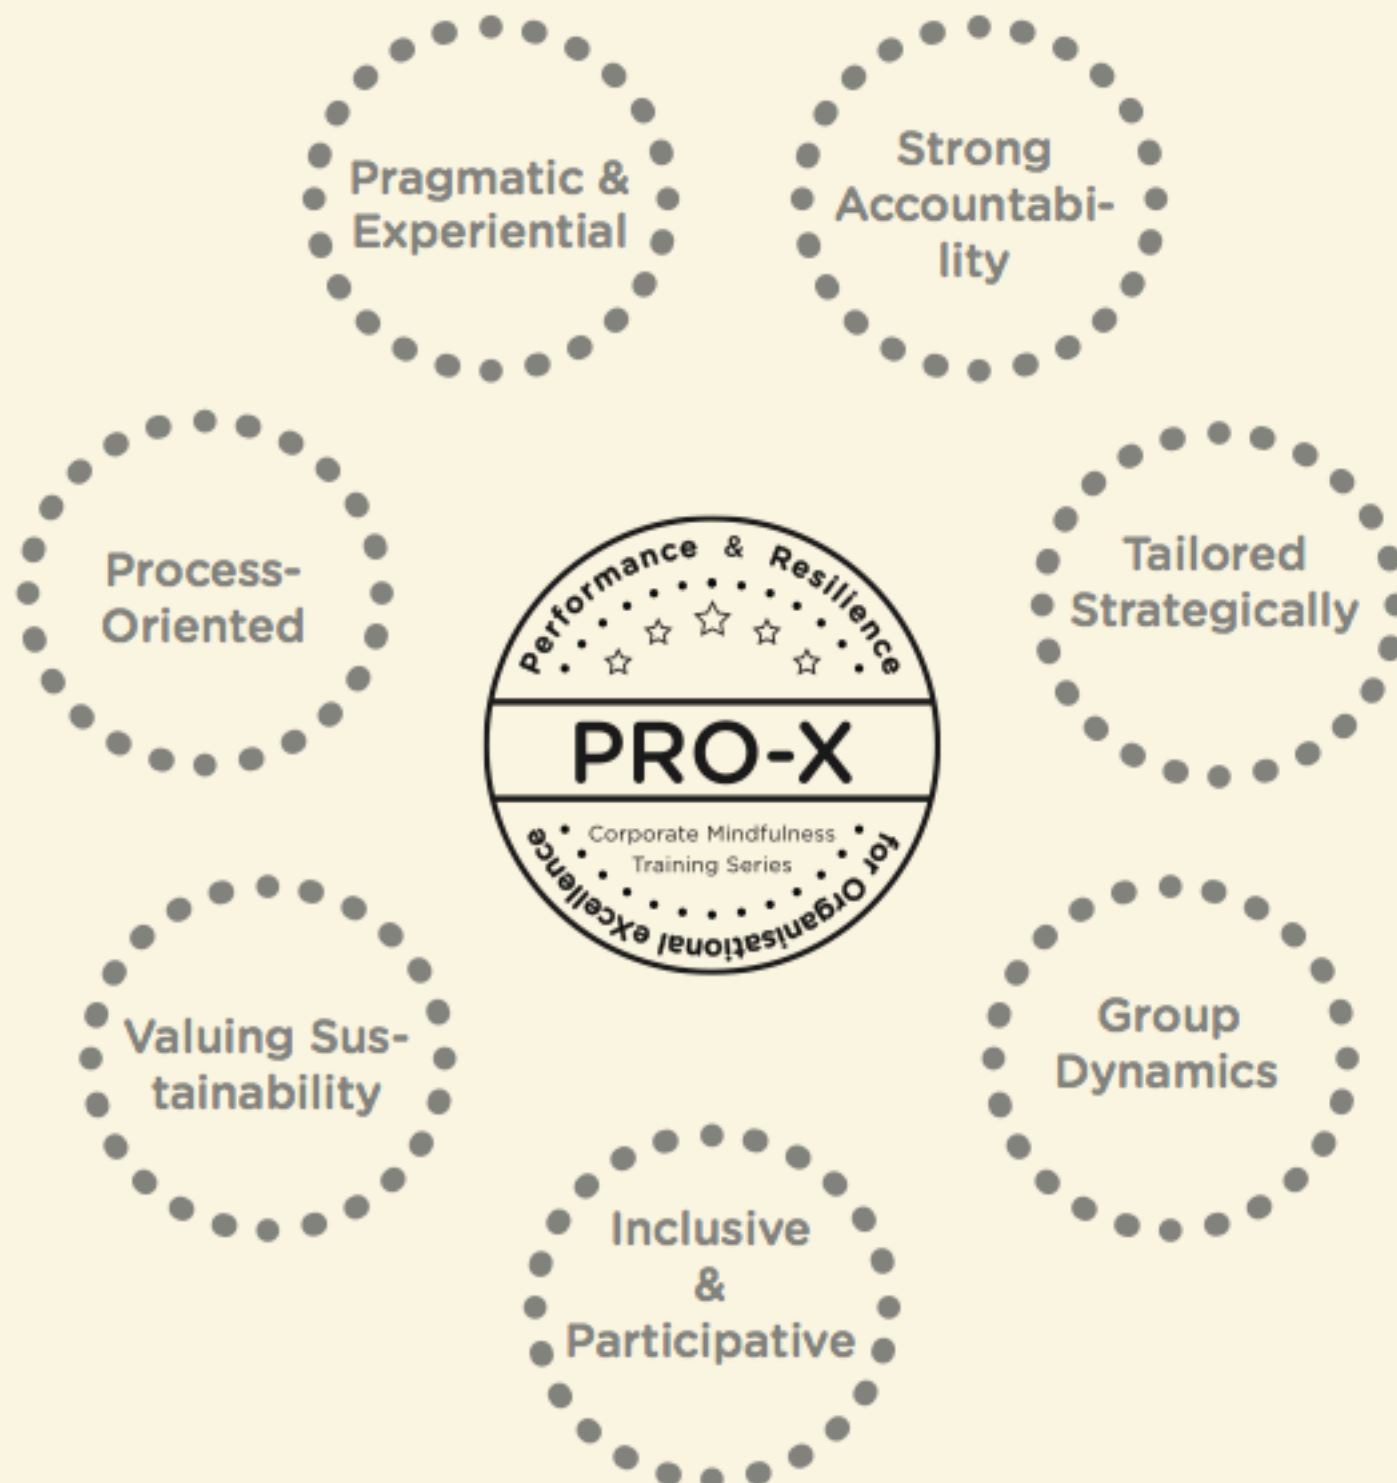 Pragmatic &
Experiential
Strong
Accountabi-
lity
Process-
Oriented
Tailored
Strategically
Performance & Resilience
PRO-X
Corporate Mindfulness
Training Series
for Organisational eXcellence
Valuing Sus-
tainability
Group
Dynamics
Inclusive
&
Participative